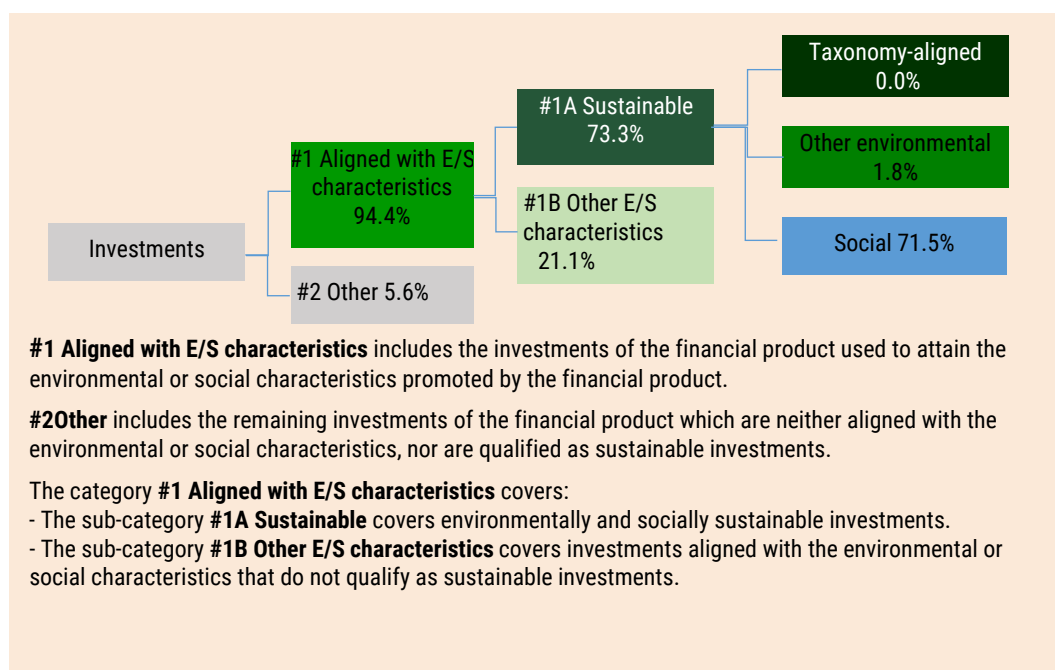 Taxonomy-aligned
0.0%
#1A Sustainable
73.3%
Other environmental
1.8%
#1 Aligned with E/S
characteristics
94.4%
#1B Other E/S
characteristics
21.1%
Social 71.5%
Investments
#2 Other 5.6%
#1 Aligned with E/S characteristics includes the investments of the financial product used to attain the
environmental or social characteristics promoted by the financial product.
#2Other includes the remaining investments of the financial product which are neither aligned with the
environmental or social characteristics, nor are qualified as sustainable investments.
The category #1 Aligned with E/S characteristics covers:
- The sub-category #1A Sustainable covers environmentally and socially sustainable investments.
- The sub-category #1B Other E/S characteristics covers investments aligned with the environmental or
social characteristics that do not qualify as sustainable investments.